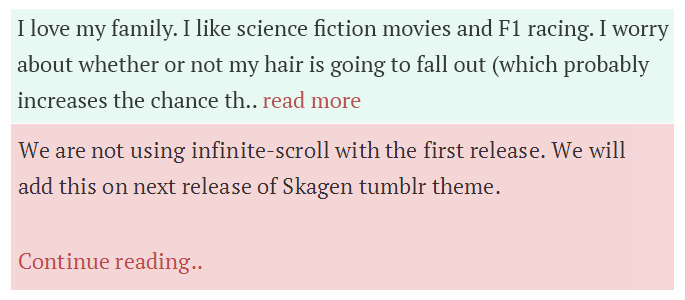 I love my family. I like science fiction movies and F1 racing. I worry
about whether or not my hair is going to fall out (which probably
increases the chance th.. read more
We are not using infinite-scroll with the first release. We will
add this on next release of Skagen tumblr theme.
Continue reading..